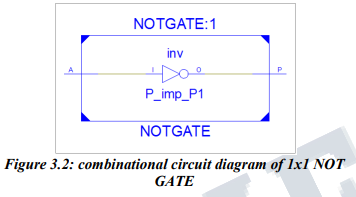 NOTGATE:1
inv
A I O P
P_imp_P1
NOTGATE
Figure 3.2: combinational circuit diagram of 1x1 NOT
GATE